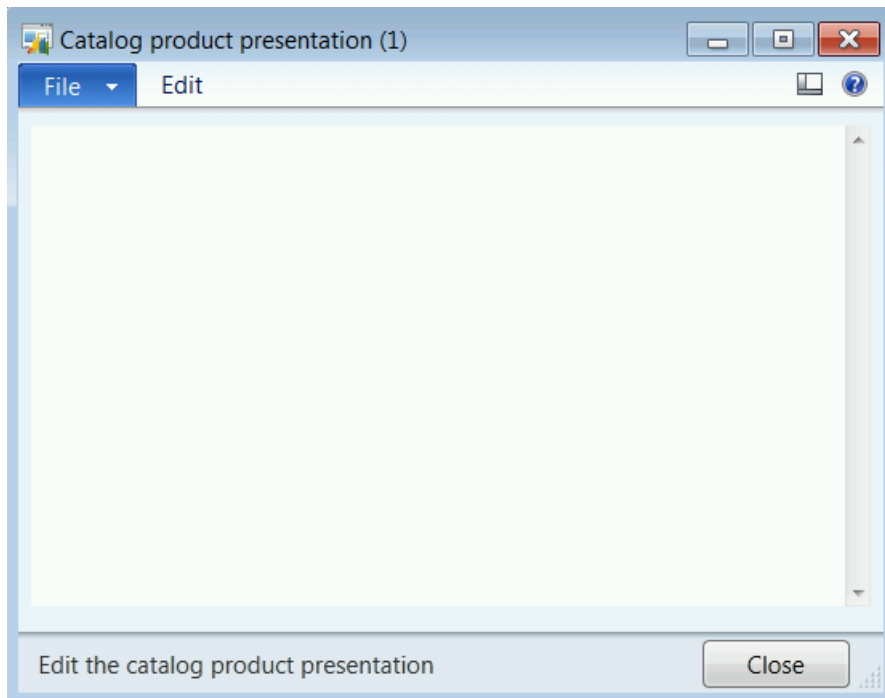 Catalog product presentation (1)
File Edit
Edit the catalog product presentation Close